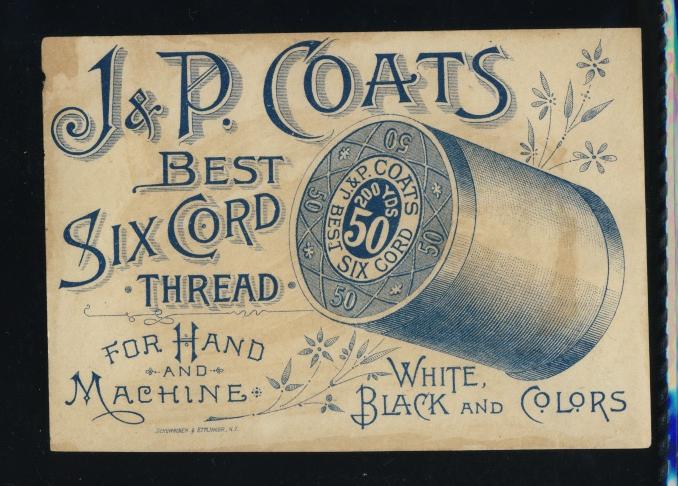 J. & P. COATS
BEST
SIX CORD
THREAD
FOR HAND
AND
MACHINE
50
50
50
50
50
J. & P. COATS
200 YDS
50
BEST SIX CORD
WHITE,
BLACK AND COLORS